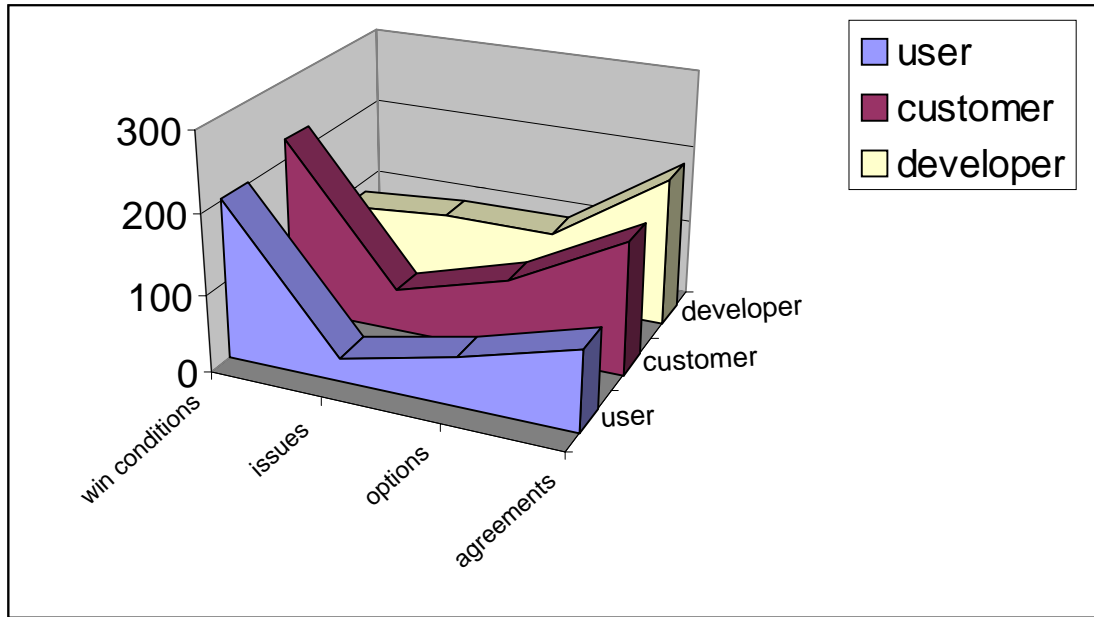 user
customer
developer
300
200
100
0
win conditions
issues
options
agreements
user
customer
developer